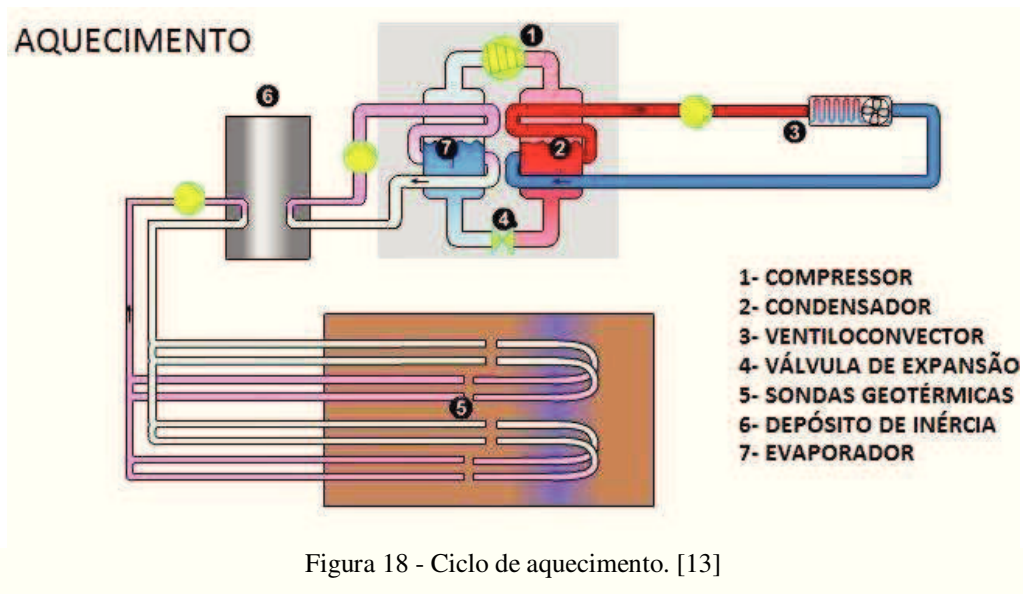 AQUECIMENTO
1
6
3
7
2
4
5
1- COMPRESSOR
2- CONDENSADOR
3- VENTILOCONVECTOR
4- VÁLVULA DE EXPANSÃO
5- SONDAS GEOTÉRMICAS
6- DEPÓSITO DE INÉRCIA
7- EVAPORADOR
Figura 18 - Ciclo de aquecimento. [13]